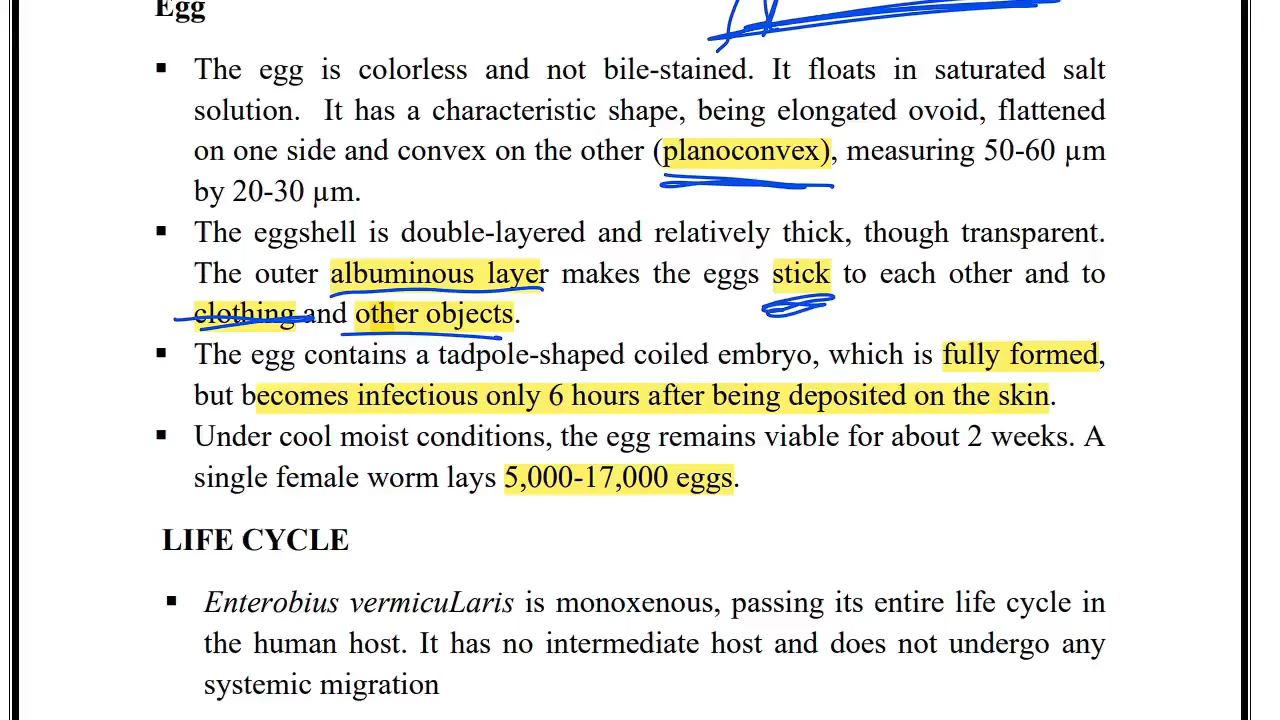 Egg
▪ The egg is colorless and not bile-stained. It floats in saturated salt
solution. It has a characteristic shape, being elongated ovoid, flattened
on one side and convex on the other (planoconvex), measuring 50-60 µm
by 20-30 µm.
▪ The eggshell is double-layered and relatively thick, though transparent.
The outer albuminous layer makes the eggs stick to each other and to
clothing and other objects.
▪ The egg contains a tadpole-shaped coiled embryo, which is fully formed,
but becomes infectious only 6 hours after being deposited on the skin.
▪ Under cool moist conditions, the egg remains viable for about 2 weeks. A
single female worm lays 5,000-17,000 eggs.
LIFE CYCLE
▪ Enterobius vermicuLaris is monoxenous, passing its entire life cycle in
the human host. It has no intermediate host and does not undergo any
systemic migration